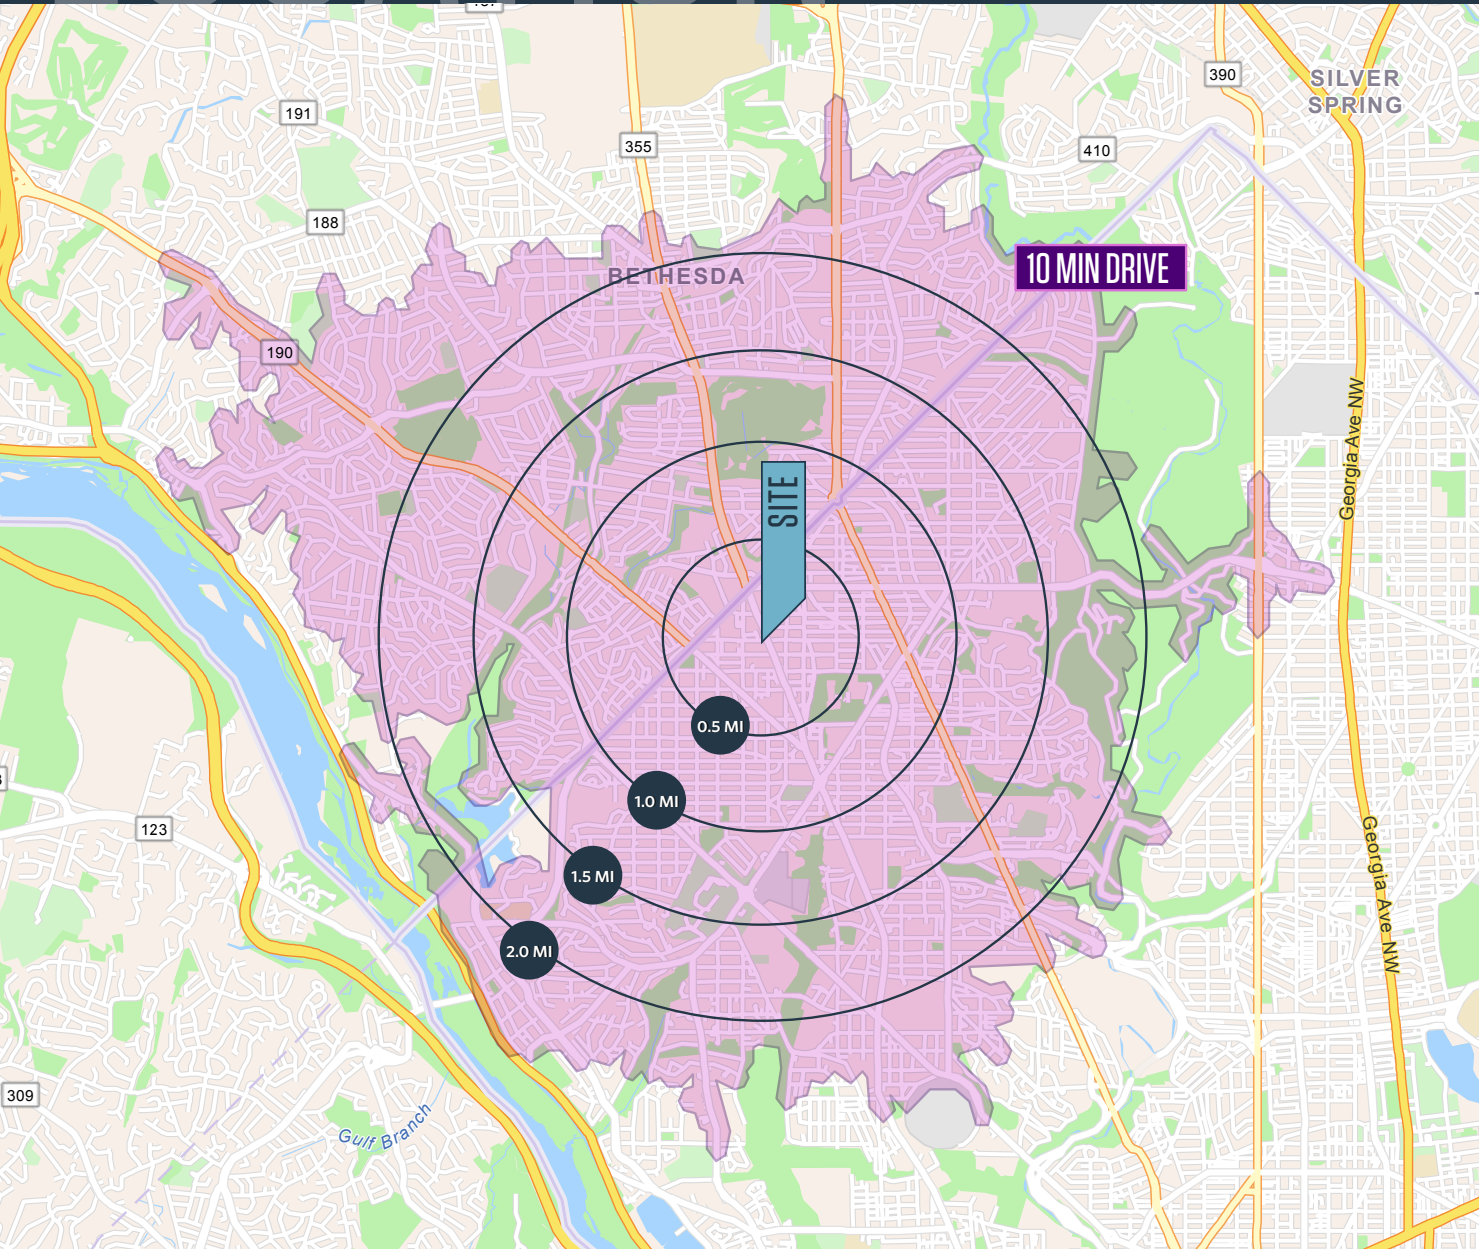 390
SILVER
SPRING
191
355
410
188
BETHESDA
10 MIN DRIVE
190
Georgia Ave NW
SITE
0.5 MI
1.0 MI
123
Georgia Ave NW
1.5 MI
2.0 MI
309
Gulf Branch